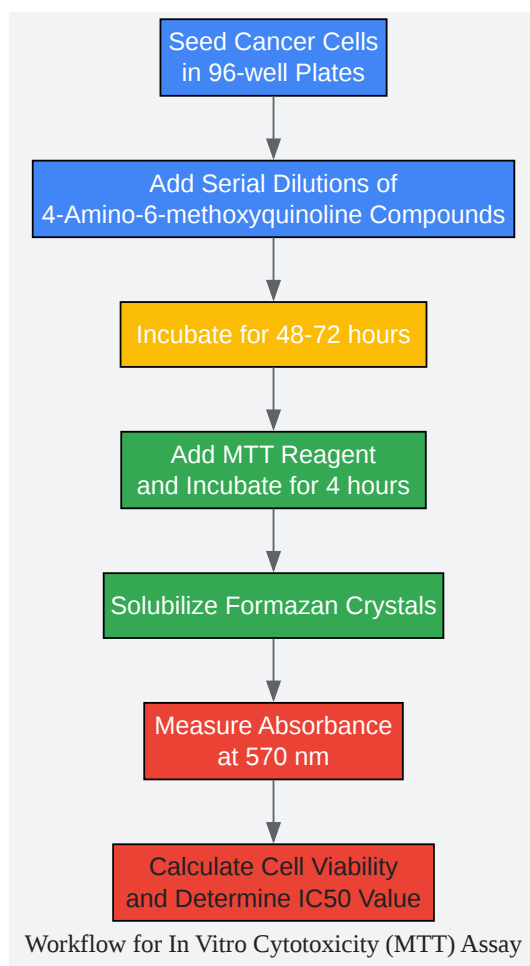 Seed Cancer Cells
in 96-well Plates
Add Serial Dilutions of
4-Amino-6-methoxyquinoline Compounds
Incubate for 48-72 hours
Add MTT Reagent
and Incubate for 4 hours
Solubilize Formazan Crystals
Measure Absorbance
at 570 nm
Calculate Cell Viability
and Determine IC50 Value
Workflow for In Vitro Cytotoxicity (MTT) Assay